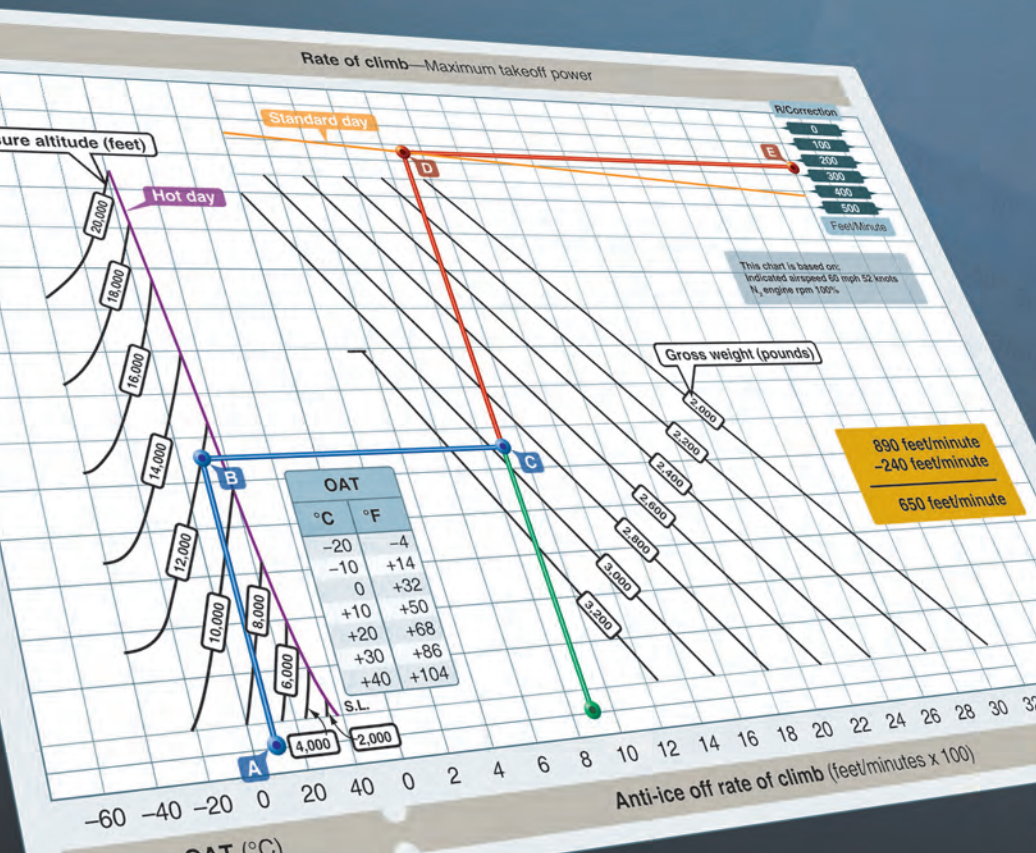 Rate of climb—Maximum takeoff power
sure altitude (feet)
Standard day
Hot day
R/Correction
0
100
200
300
400
500
Feet/Minute
D
E
20,000
18,000
16,000
14,000
12,000
10,000
8,000
6,000
4,000
2,000
S.L.
This chart is based on:
Indicated airspeed 60 mph 52 knots
N₁ engine rpm 100%
Gross weight (pounds)
2,000
2,200
2,400
2,600
2,800
3,000
3,200
890 feet/minute
–240 feet/minute
650 feet/minute
B
C
A
OAT
°C °F
–20 –4
–10 +14
0 +32
+10 +50
+20 +68
+30 +86
+40 +104
–60 –40 –20 0 20 40 0 2 4 6 8 10 12 14 16 18 20 22 24 26 28 30 32
OAT (°C)
Anti-ice off rate of climb (feet/minutes x 100)